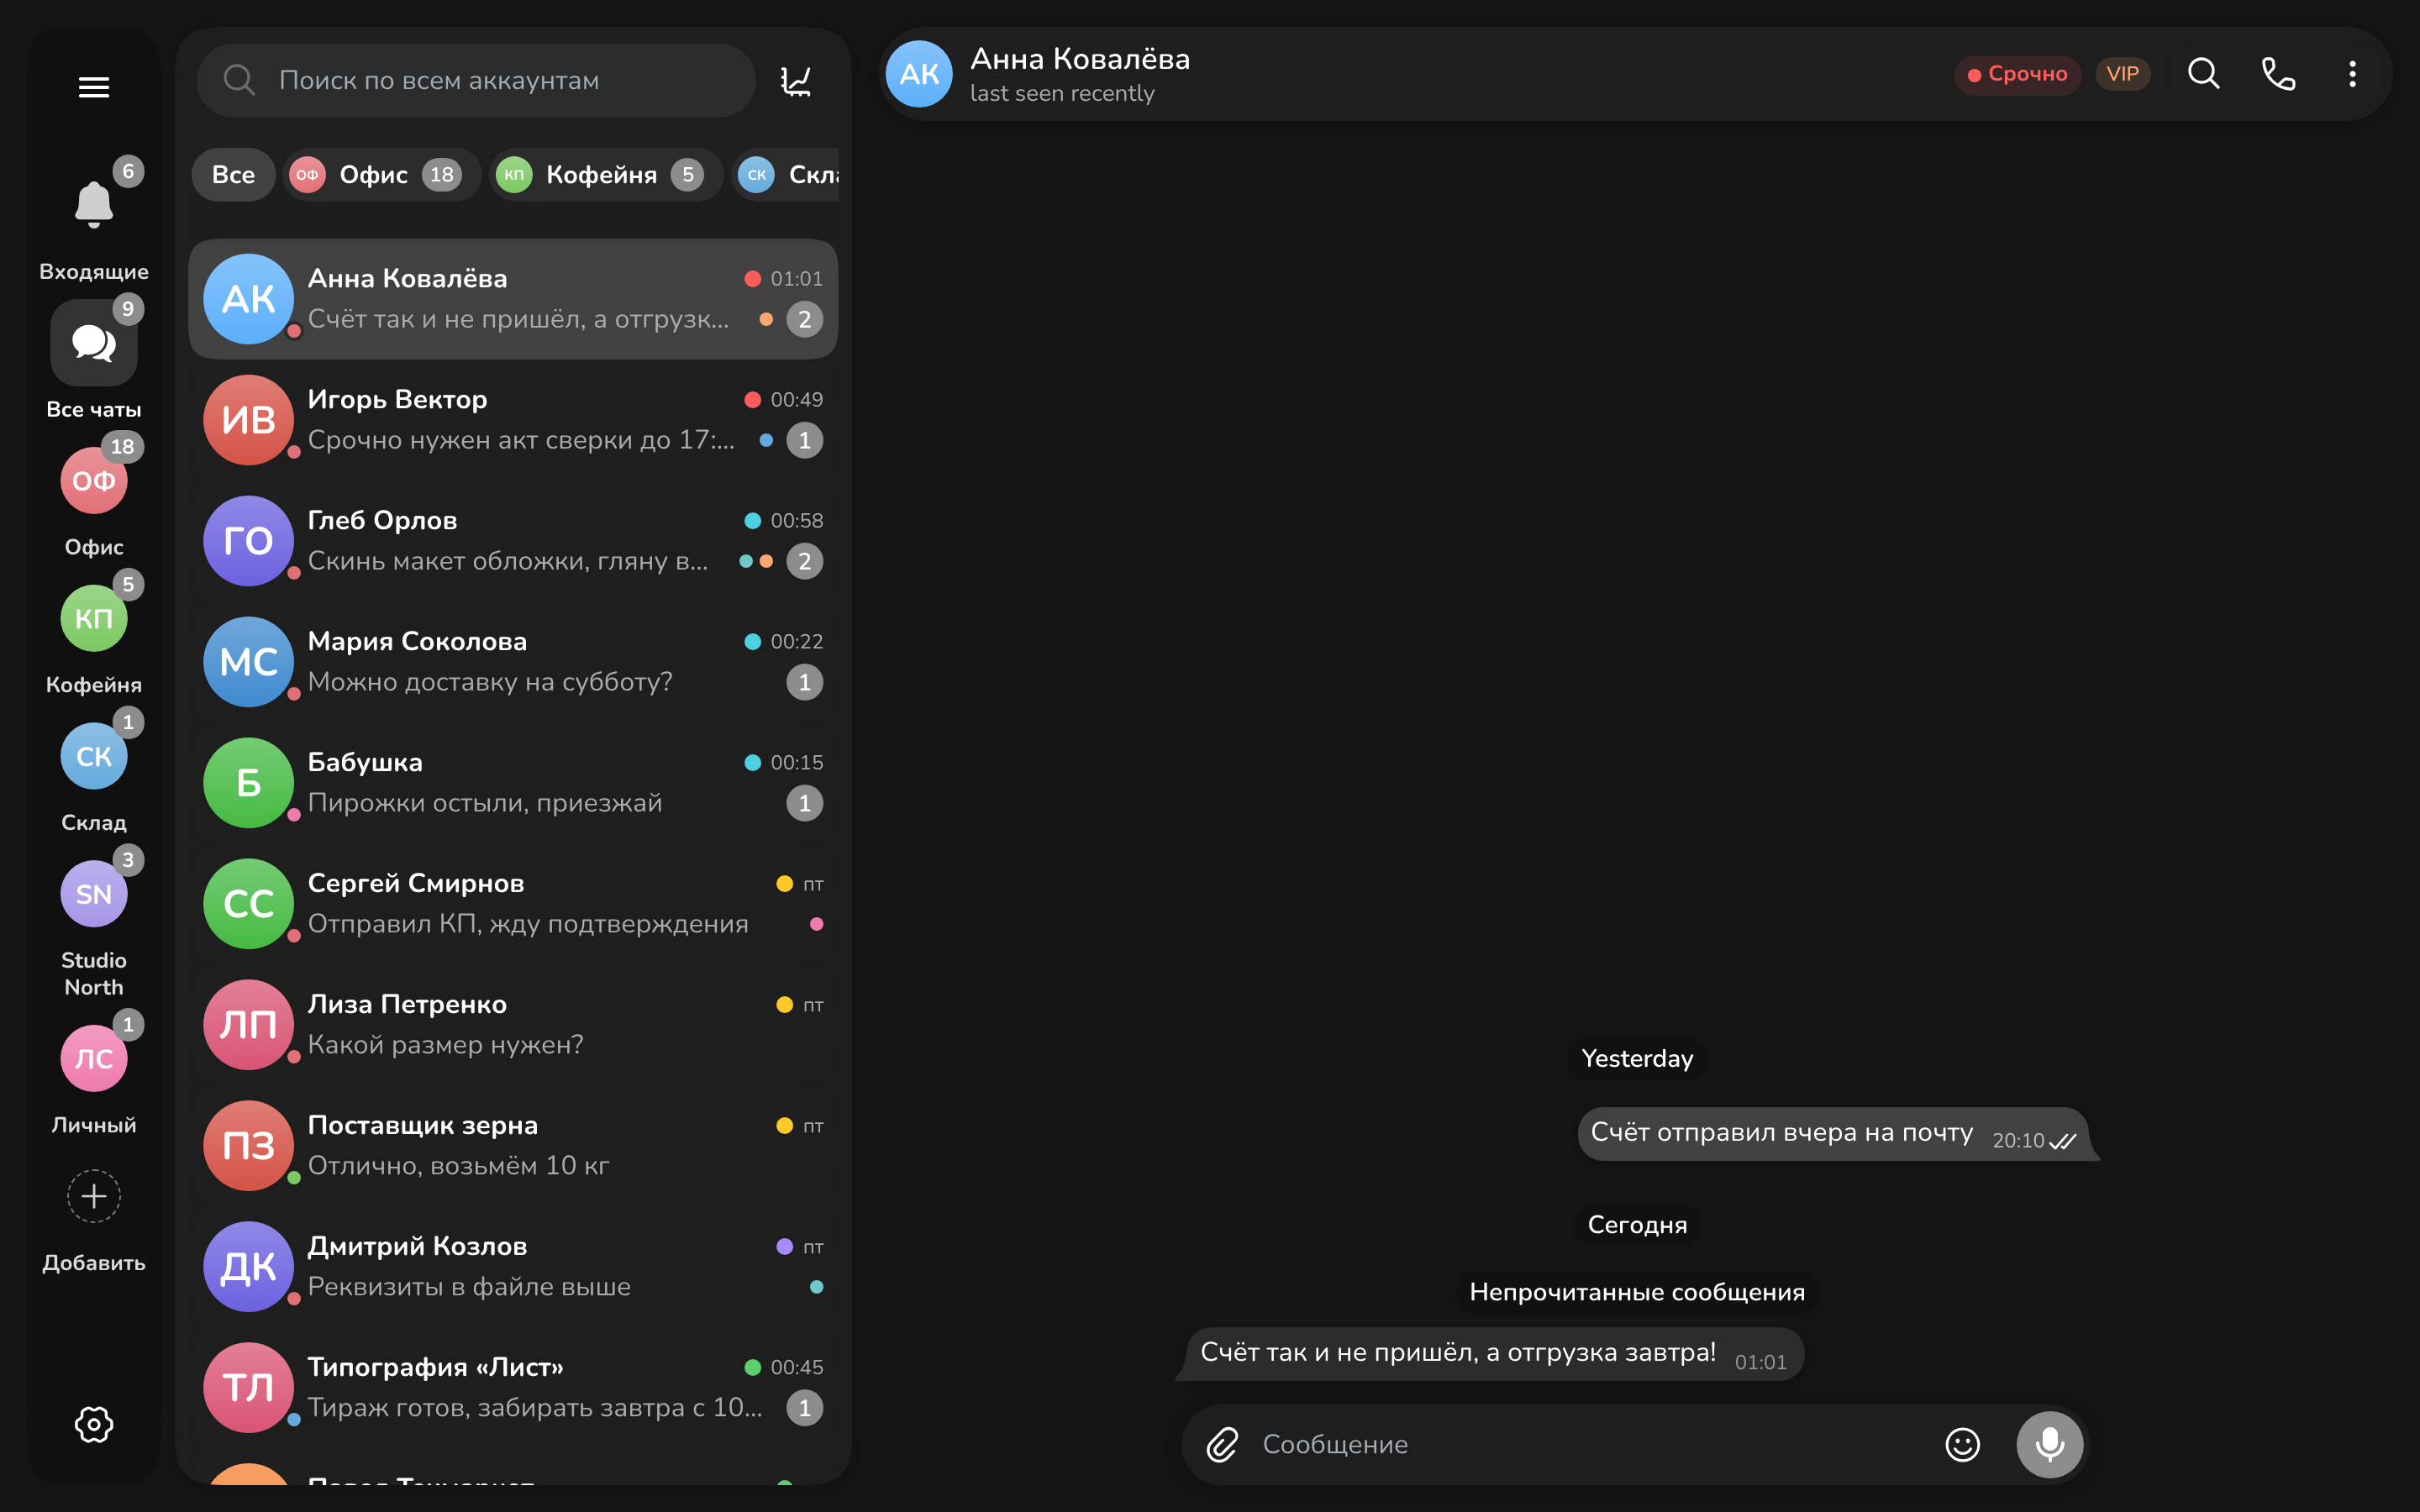 6
Входящие
9
Все чаты
18
ОФ
Офис
5
КП
Кофейня
1
СК
Склад
3
SN
Studio
North
1
ЛС
Личный
Добавить
Поиск по всем аккаунтам
Все
ОФ Офис 18
КП Кофейня 5
СК
АК
Анна Ковалёва 01:01
Счёт так и не пришёл, а отгрузк... 2
ИВ
Игорь Вектор 00:49
Срочно нужен акт сверки до 17:... 1
ГО
Глеб Орлов 00:58
Скинь макет обложки, гляну в... 2
МС
Мария Соколова 00:22
Можно доставку на субботу? 1
Б
Бабушка 00:15
Пирожки остыли, приезжай 1
СС
Сергей Смирнов пт
Отправил КП, жду подтверждения
ЛП
Лиза Петренко пт
Какой размер нужен?
ПЗ
Поставщик зерна пт
Отлично, возьмём 10 кг
ДК
Дмитрий Козлов пт
Реквизиты в файле выше
ТЛ
Типография «Лист» 00:45
Тираж готов, забирать завтра с 10... 1
АК
Анна Ковалёва
last seen recently
Срочно
VIP
Yesterday
Счёт отправил вчера на почту 20:10
Сегодня
Непрочитанные сообщения
Счёт так и не пришёл, а отгрузка завтра! 01:01
Сообщение